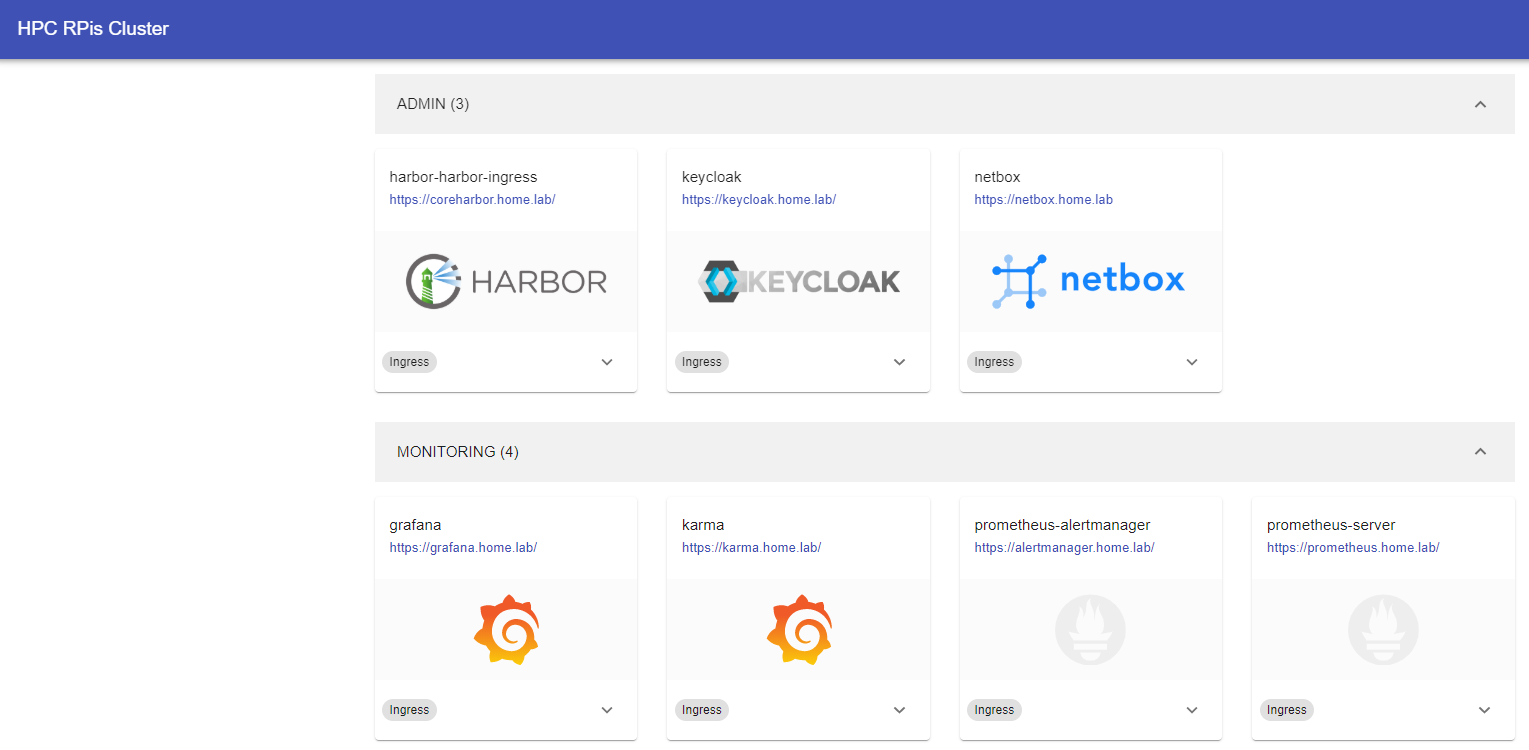 HPC RPis Cluster
ADMIN (3)
harbor-harbor-ingress
https://coreharbor.home.lab/
HARBOR
Ingress
keycloak
https://keycloak.home.lab/
KEYCLOAK
Ingress
netbox
https://netbox.home.lab
netbox
Ingress
MONITORING (4)
grafana
https://grafana.home.lab/
Ingress
karma
https://karma.home.lab/
Ingress
prometheus-alertmanager
https://alertmanager.home.lab/
Ingress
prometheus-server
https://prometheus.home.lab/
Ingress